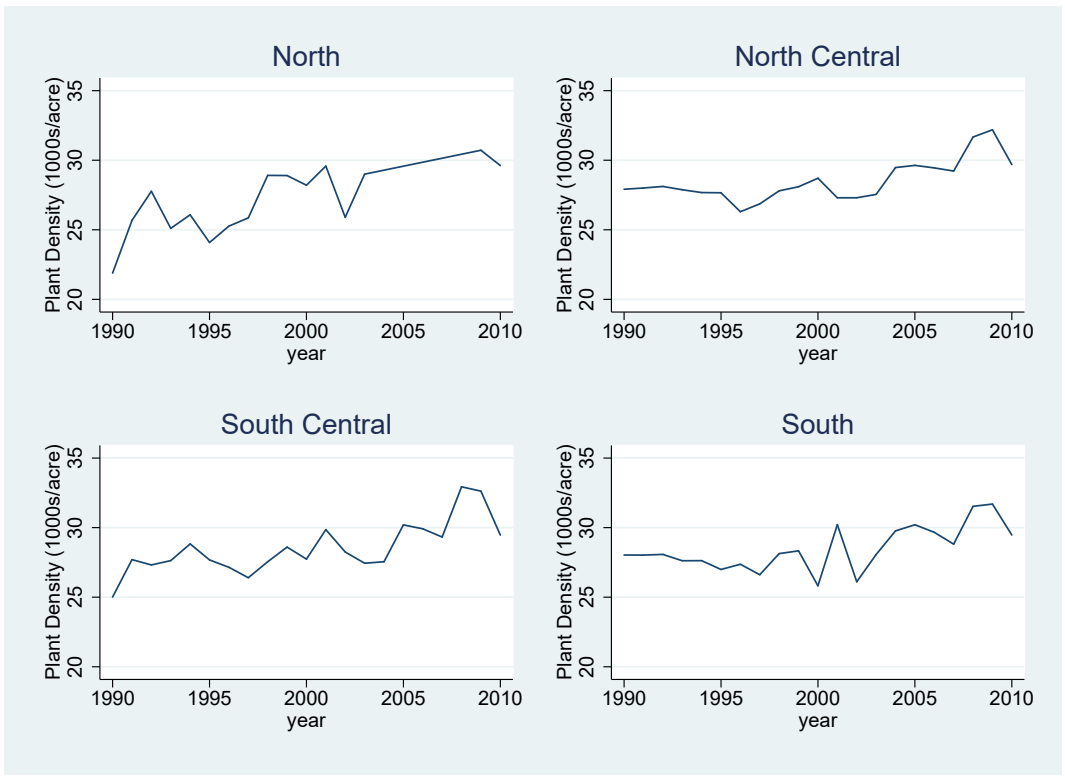 North
North Central
Plant Density (1000s/acre)
35
30
25
20
1990 1995 2000 2005 2010
year
Plant Density (1000s/acre)
35
30
25
20
1990 1995 2000 2005 2010
year
South Central
South
Plant Density (1000s/acre)
35
30
25
20
1990 1995 2000 2005 2010
year
Plant Density (1000s/acre)
35
30
25
20
1990 1995 2000 2005 2010
year